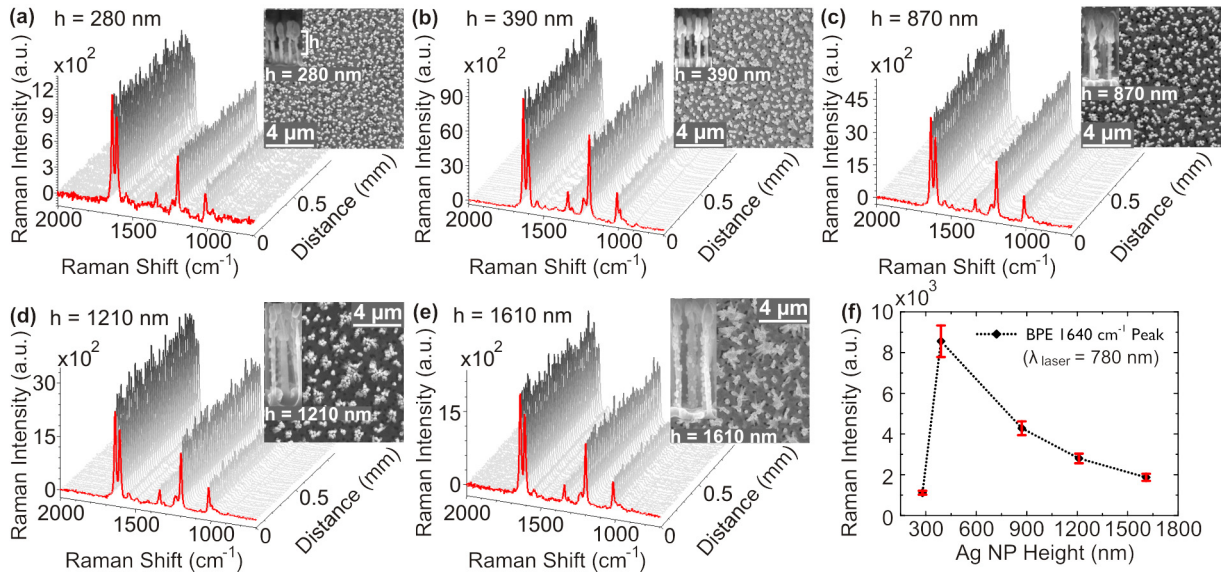 (a) h = 280 nm
×10²
Raman Intensity (a.u.)
12
9
6
3
0
2000
1500
1000
0
0.5
Raman Shift (cm⁻¹)
Distance (mm)
h
h = 280 nm
4 μm
(b) h = 390 nm
×10²
Raman Intensity (a.u.)
90
60
30
0
2000
1500
1000
0
0.5
Raman Shift (cm⁻¹)
Distance (mm)
h = 390 nm
4 μm
(c) h = 870 nm
×10²
Raman Intensity (a.u.)
45
30
15
0
2000
1500
1000
0
0.5
Raman Shift (cm⁻¹)
Distance (mm)
h = 870 nm
4 μm
(d) h = 1210 nm
×10²
Raman Intensity (a.u.)
30
15
0
2000
1500
1000
0
0.5
Raman Shift (cm⁻¹)
Distance (mm)
4 μm
h = 1210 nm
(e) h = 1610 nm
×10²
Raman Intensity (a.u.)
15
0
2000
1500
1000
0
0.5
Raman Shift (cm⁻¹)
Distance (mm)
4 μm
h = 1610 nm
(f)
×10³
Raman Intensity (a.u.)
10
8
6
4
2
0
300 600 900 1200 1500 1800
Ag NP Height (nm)
BPE 1640 cm⁻¹ Peak
(λ laser = 780 nm)